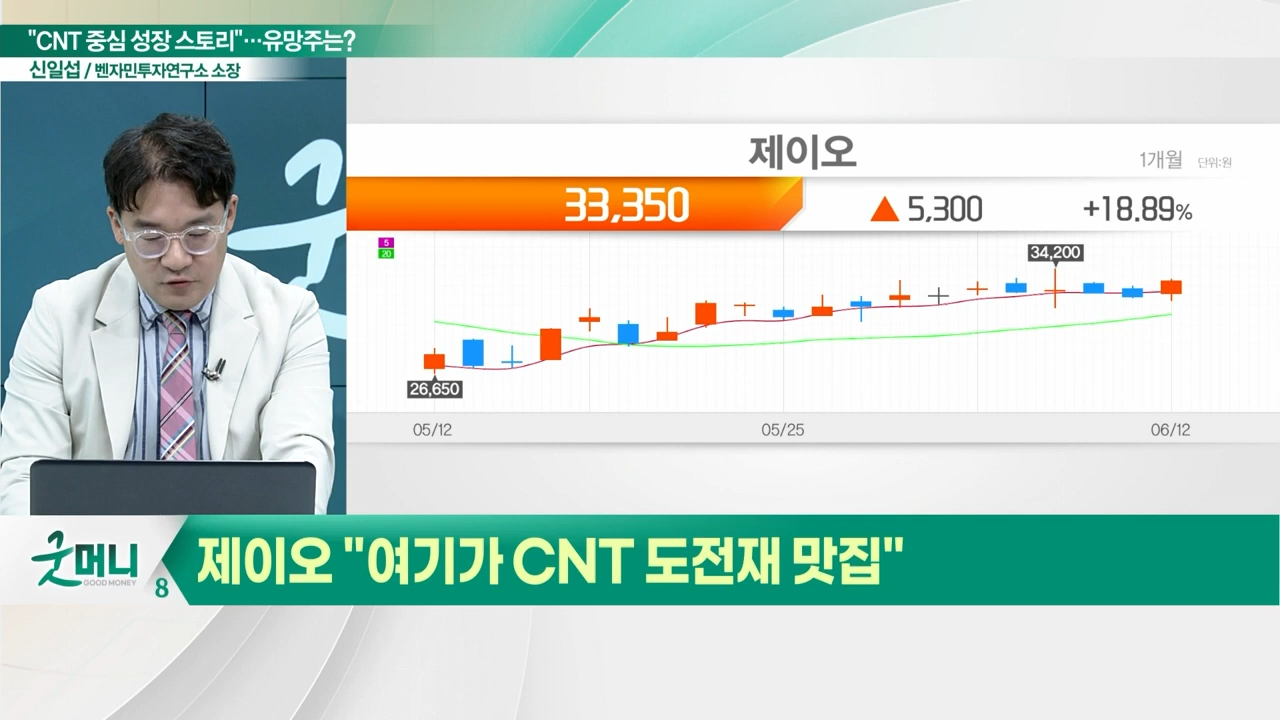 "CNT 중심 성장 스토리"…유망주는?
신일섭 / 벤자민투자연구소 소장
제이오
1개월 단위:원
33,350 ▲ 5,300 +18.89%
5
20
34,200
26,650
05/12 05/25 06/12
굿머니
GOOD MONEY
8
제이오 "여기가 CNT 도전재 맛집"